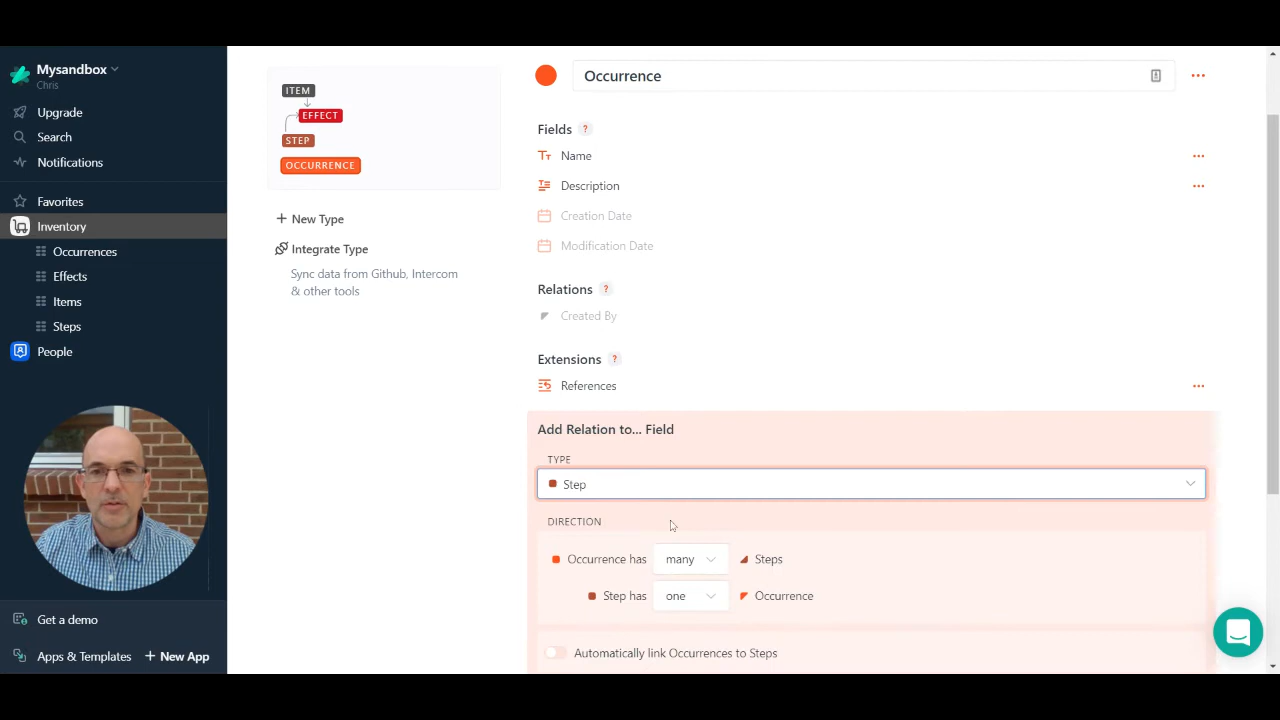 Mysandbox
Chris
Upgrade
Search
Notifications
Favorites
Inventory
Occurrences
Effects
Items
Steps
People
Get a demo
Apps & Templates
+ New App
ITEM
EFFECT
STEP
OCCURRENCE
+ New Type
Integrate Type
Sync data from Github, Intercom
& other tools
Occurrence
Fields ?
Name
Description
Creation Date
Modification Date
Relations ?
Created By
Extensions ?
References
Add Relation to... Field
TYPE
Step
DIRECTION
Occurrence has many Steps
Step has one Occurrence
Automatically link Occurrences to Steps